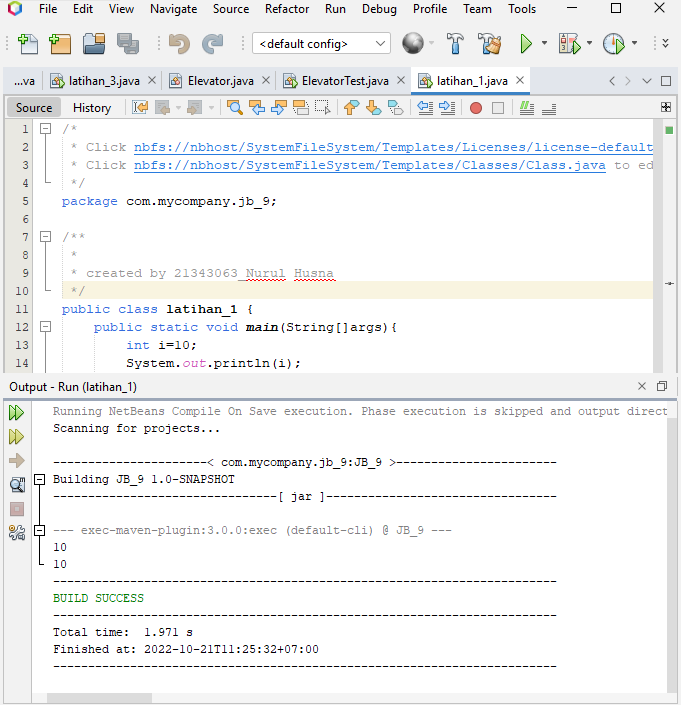 File Edit View Navigate Source Refactor Run Debug Profile Team Tools
<default config>
...va latihan_3.java Elevator.java ElevatorTest.java latihan_1.java
Source History
1 /*
2 * Click nbfs://nbhost/SystemFileSystem/Templates/Licenses/license-default
3 * Click nbfs://nbhost/SystemFileSystem/Templates/Classes/Class.java to ed
4 */
5 package com.mycompany.jb_9;
6
7 /**
8 *
9 * created by 21343063_Nurul Husna
10 */
11 public class latihan_1 {
12 public static void main(String[]args){
13 int i=10;
14 System.out.println(i);
Output - Run (latihan_1)
Running NetBeans Compile On Save execution. Phase execution is skipped and output direct
Scanning for projects...
----------------------< com.mycompany.jb_9:JB_9 >-----------------------
Building JB_9 1.0-SNAPSHOT
--------------------------------[ jar ]---------------------------------
--- exec-maven-plugin:3.0.0:exec (default-cli) @ JB_9 ---
10
10
------------------------------------------------------------------------
BUILD SUCCESS
------------------------------------------------------------------------
Total time:  1.971 s
Finished at: 2022-10-21T11:25:32+07:00
------------------------------------------------------------------------